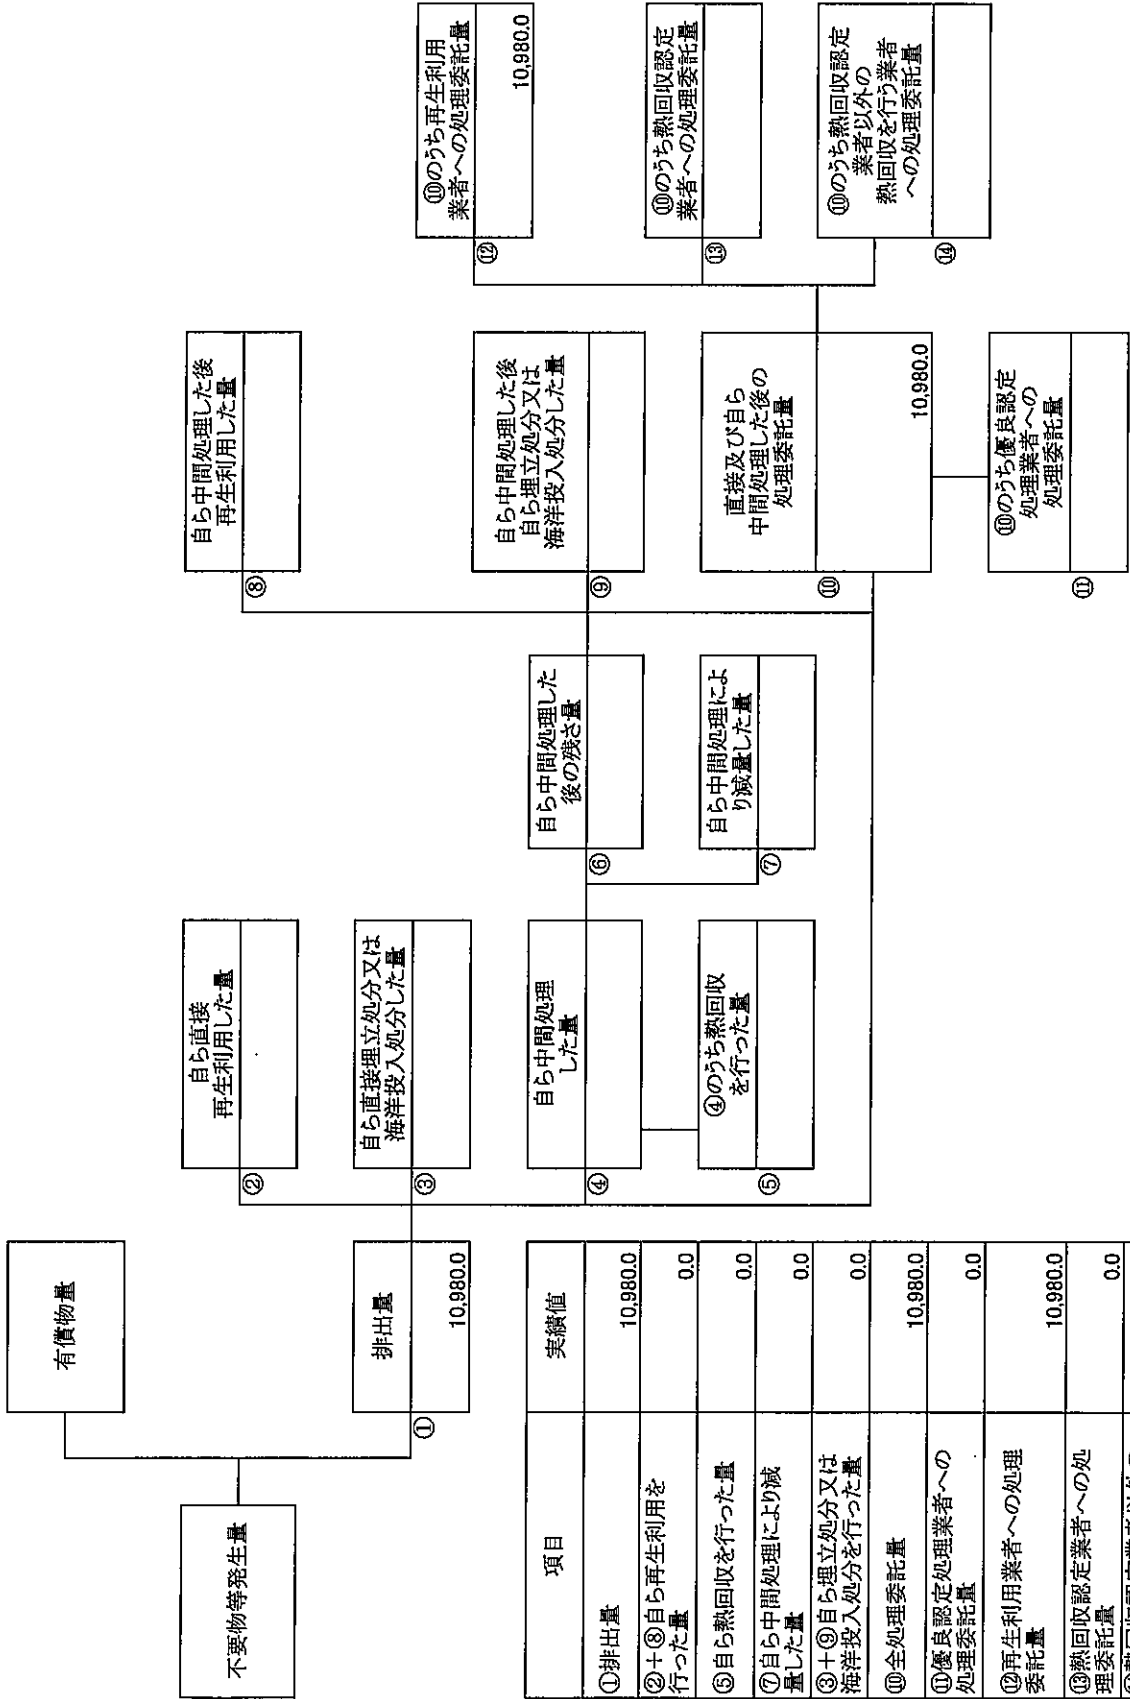 不要物等発生量
有償物量
排出量
①
10,980.0
自ら直接
再生利用した量
②
自ら直接埋立処分又は
海洋投入処分した量
③
自ら中間処理
した量
④
④のうち熱回収
を行った量
⑤
自ら中間処理した
後の残さ量
⑥
自ら中間処理によ
り減量した量
⑦
自ら中間処理した後
再生利用した量
⑧
自ら中間処理した後
自ら埋立処分又は
海洋投入処分した量
⑨
直接及び自ら
中間処理した後の
処理委託量
⑩
10,980.0
⑩のうち優良認定
処理業者への
処理委託量
⑪
⑩のうち再生利用
業者への処理委託量
⑫
10,980.0
⑩のうち熱回収認定
業者への処理委託量
⑬
⑩のうち熱回収認定
業者以外の
熱回収を行う業者
への処理委託量
⑭
項目
実績値
①排出量
10,980.0
②+⑧自ら再生利用を
行った量
0.0
⑤自ら熱回収を行った量
0.0
⑦自ら中間処理により減
量した量
0.0
③+⑨自ら埋立処分又は
海洋投入処分を行った量
0.0
⑩全処理委託量
10,980.0
⑪優良認定処理業者への
処理委託量
0.0
⑫再生利用業者への処理
委託量
10,980.0
⑬熱回収認定業者への処
理委託量
0.0